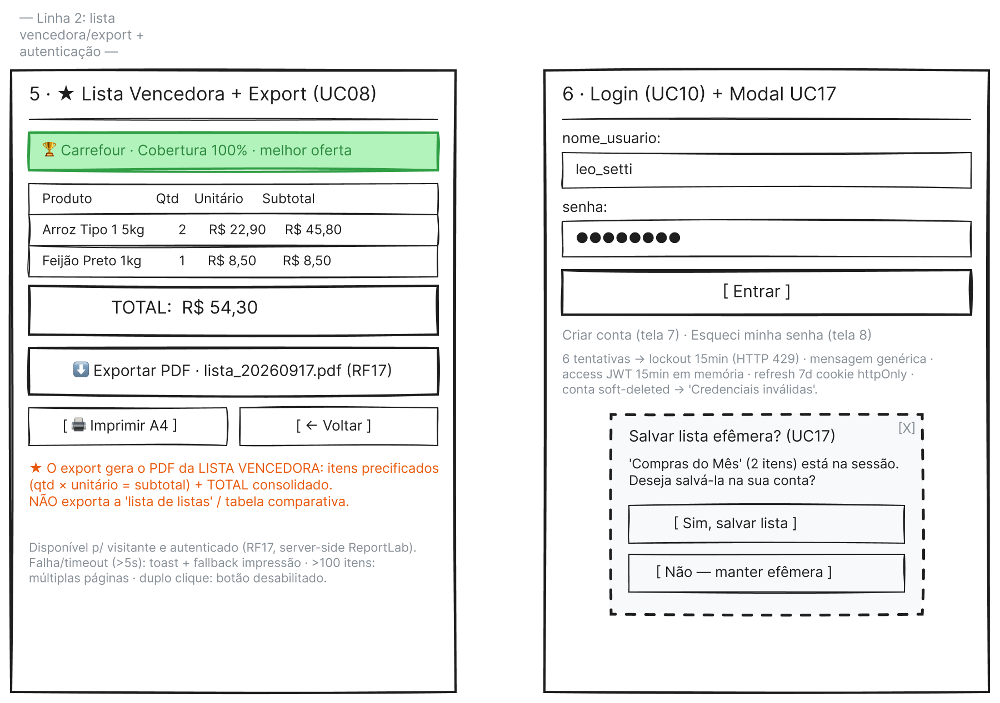 — Linha 2: lista
vencedora/export +
autenticação —
5 · ★ Lista Vencedora + Export (UC08)
🏆 Carrefour · Cobertura 100% · melhor oferta
Produto Qtd Unitário Subtotal
Arroz Tipo 1 5kg 2 R$ 22,90 R$ 45,80
Feijão Preto 1kg 1 R$ 8,50 R$ 8,50
TOTAL: R$ 54,30
⬇️ Exportar PDF · lista_20260917.pdf (RF17)
[ 🖨️ Imprimir A4 ]
[ ← Voltar ]
★ O export gera o PDF da LISTA VENCEDORA: itens precificados
(qtd × unitário = subtotal) + TOTAL consolidado.
NÃO exporta a 'lista de listas' / tabela comparativa.
Disponível p/ visitante e autenticado (RF17, server-side ReportLab).
Falha/timeout (>5s): toast + fallback impressão · >100 itens:
múltiplas páginas · duplo clique: botão desabilitado.
6 · Login (UC10) + Modal UC17
nome_usuario:
leo_setti
senha:
●●●●●●●●
[ Entrar ]
Criar conta (tela 7) · Esqueci minha senha (tela 8)
6 tentativas → lockout 15min (HTTP 429) · mensagem genérica ·
access JWT 15min em memória · refresh 7d cookie httpOnly ·
conta soft-deleted → 'Credenciais inválidas'.
[X]
Salvar lista efêmera? (UC17)
'Compras do Mês' (2 itens) está na sessão.
Deseja salvá-la na sua conta?
[ Sim, salvar lista ]
[ Não — manter efêmera ]